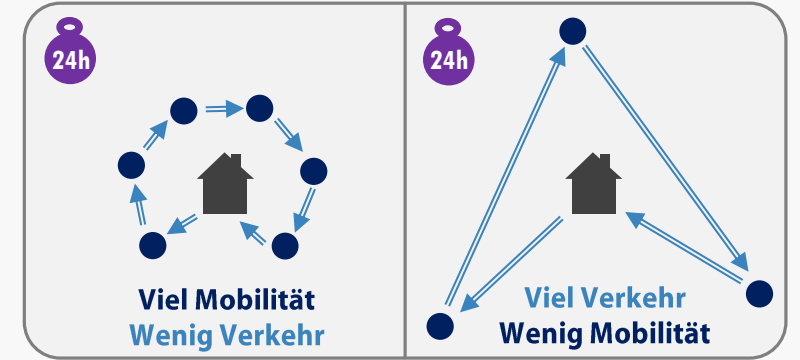 24h
Viel Mobilität
Wenig Verkehr
24h
Viel Verkehr
Wenig Mobilität